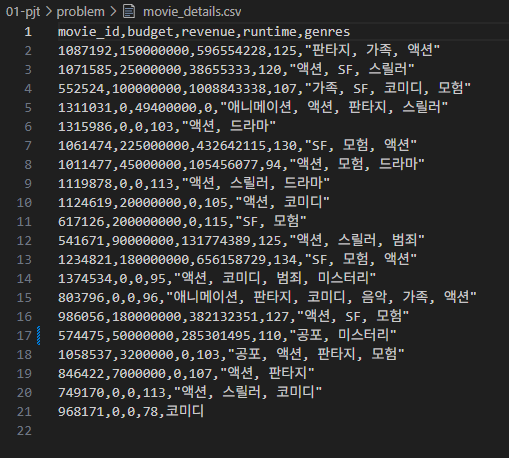 01-pjt > problem > movie_details.csv
1 movie_id,budget,revenue,runtime,genres
2 1087192,150000000,596554228,125,"판타지, 가족, 액션"
3 1071585,25000000,38655333,120,"액션, SF, 스릴러"
4 552524,100000000,1008843338,107,"가족, SF, 코미디, 모험"
5 1311031,0,49400000,0,"애니메이션, 액션, 판타지, 스릴러"
6 1315986,0,0,103,"액션, 드라마"
7 1061474,225000000,432642115,130,"SF, 모험, 액션"
8 1011477,45000000,105456077,94,"액션, 모험, 드라마"
9 1119878,0,0,113,"액션, 스릴러, 드라마"
10 1124619,20000000,0,105,"액션, 코미디"
11 617126,200000000,0,115,"SF, 모험"
12 541671,90000000,131774389,125,"액션, 스릴러, 범죄"
13 1234821,180000000,656158729,134,"SF, 모험, 액션"
14 1374534,0,0,95,"액션, 코미디, 범죄, 미스터리"
15 803796,0,0,96,"애니메이션, 판타지, 코미디, 음악, 가족, 액션"
16 986056,180000000,382132351,127,"액션, SF, 모험"
17 574475,50000000,285301495,110,"공포, 미스터리"
18 1058537,3200000,0,103,"공포, 액션, 판타지, 모험"
19 846422,7000000,0,107,"액션, 판타지"
20 749170,0,0,113,"액션, 스릴러, 코미디"
21 968171,0,0,78,코미디
22